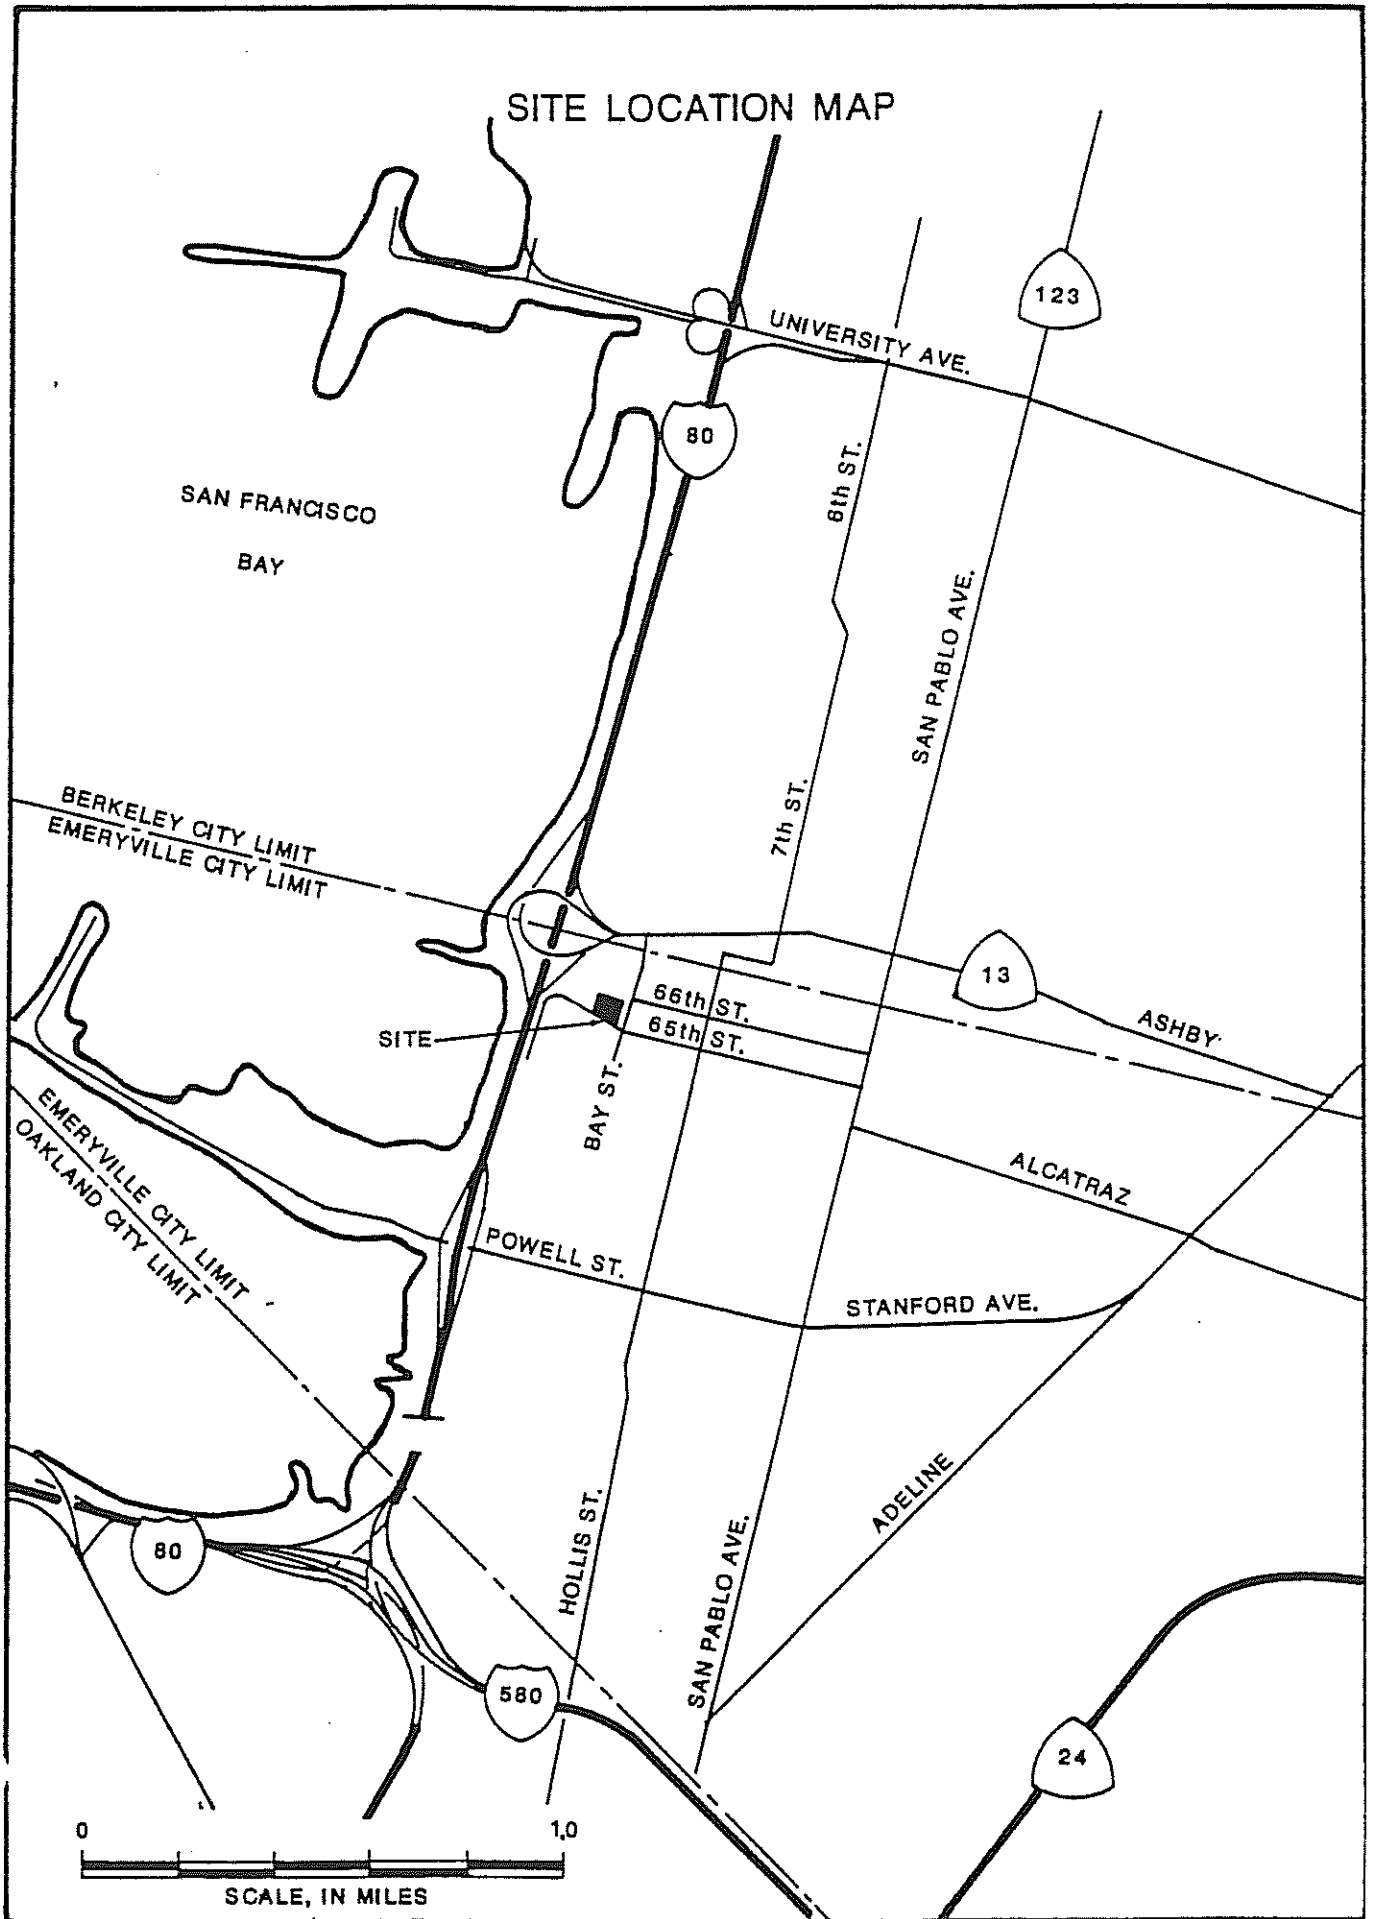 SITE LOCATION MAP
123
UNIVERSITY AVE.
80
6th ST.
SAN FRANCISCO
BAY
SAN PABLO AVE.
7th ST.
BERKELEY CITY LIMIT
EMERYVILLE CITY LIMIT
13
66th ST.
65th ST.
ASHBY
SITE
BAY ST.
EMERYVILLE CITY LIMIT
OAKLAND CITY LIMIT
ALCATRAZ
POWELL ST.
STANFORD AVE.
ADELINE
HOLLIS ST.
SAN PABLO AVE.
80
580
24
0 1.0
SCALE, IN MILES